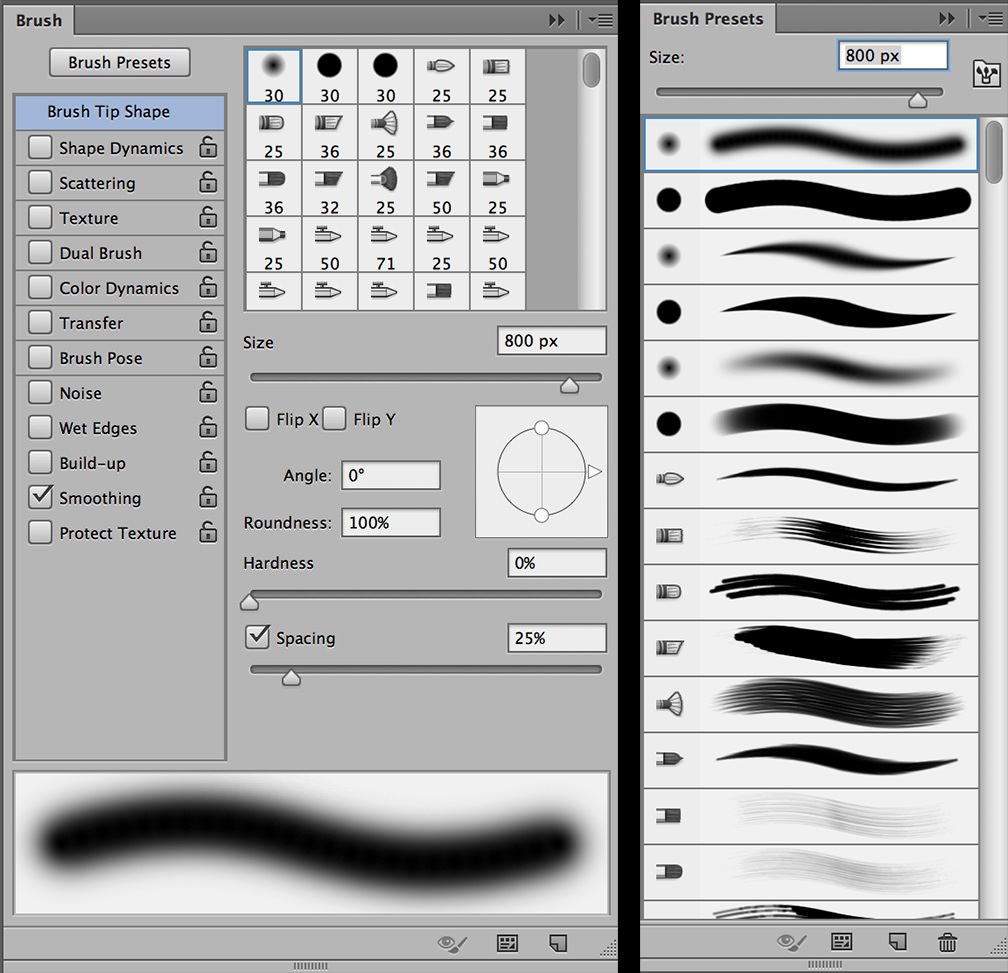 Brush
Brush Presets
Brush Tip Shape
Shape Dynamics
Scattering
Texture
Dual Brush
Color Dynamics
Transfer
Brush Pose
Noise
Wet Edges
Build-up
Smoothing
Protect Texture
30 30 30 25 25
25 36 25 36 36
36 32 25 50 25
25 50 71 25 50
Size 800 px
Flip X Flip Y
Angle: 0°
Roundness: 100%
Hardness 0%
Spacing 25%
Brush Presets
Size: 800 px